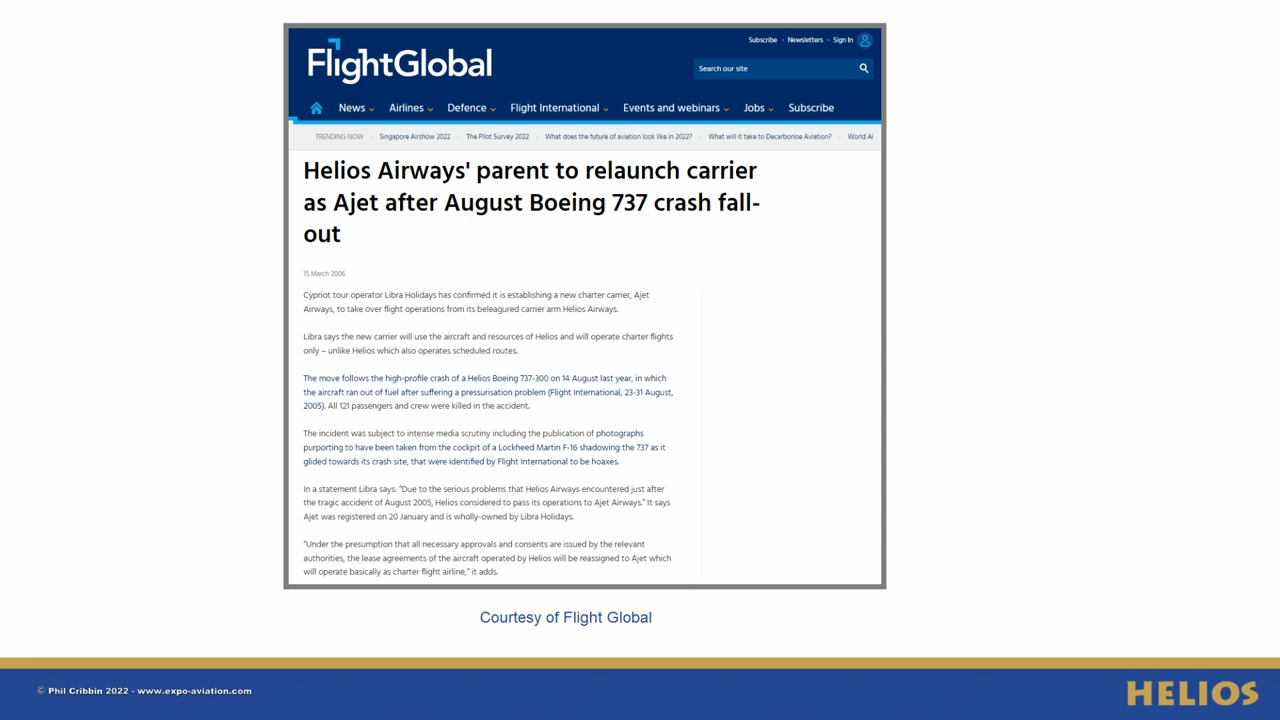 Subscribe • Newsletters • Sign In
FlightGlobal
Search our site
News Airlines Defence Flight International Events and webinars Jobs Subscribe
TRENDING NOW Singapore Airshow 2022 The Pilot Survey 2022 What does the future of aviation look like in 2022? What will it take to Decarbonise Aviation? World Ai
Helios Airways' parent to relaunch carrier
as Ajet after August Boeing 737 crash fall-
out
15 March 2006
Cypriot tour operator Libra Holidays has confirmed it is establishing a new charter carrier, Ajet
Airways, to take over flight operations from its beleagured carrier arm Helios Airways.
Libra says the new carrier will use the aircraft and resources of Helios and will operate charter flights
only – unlike Helios which also operates scheduled routes.
The move follows the high-profile crash of a Helios Boeing 737-300 on 14 August last year, in which
the aircraft ran out of fuel after suffering a pressurisation problem (Flight International, 23-31 August,
2005). All 121 passengers and crew were killed in the accident.
The incident was subject to intense media scrutiny including the publication of photographs
purporting to have been taken from the cockpit of a Lockheed Martin F-16 shadowing the 737 as it
glided towards its crash site, that were identified by Flight International to be hoaxes.
In a statement Libra says: "Due to the serious problems that Helios Airways encountered just after
the tragic accident of August 2005, Helios considered to pass its operations to Ajet Airways." It says
Ajet was registered on 20 January and is wholly-owned by Libra Holidays.
"Under the presumption that all necessary approvals and consents are issued by the relevant
authorities, the lease agreements of the aircraft operated by Helios will be reassigned to Ajet which
will operate basically as charter flight airline," it adds.
Courtesy of Flight Global
© Phil Cribbin 2022 - www.expo-aviation.com
HELIOS